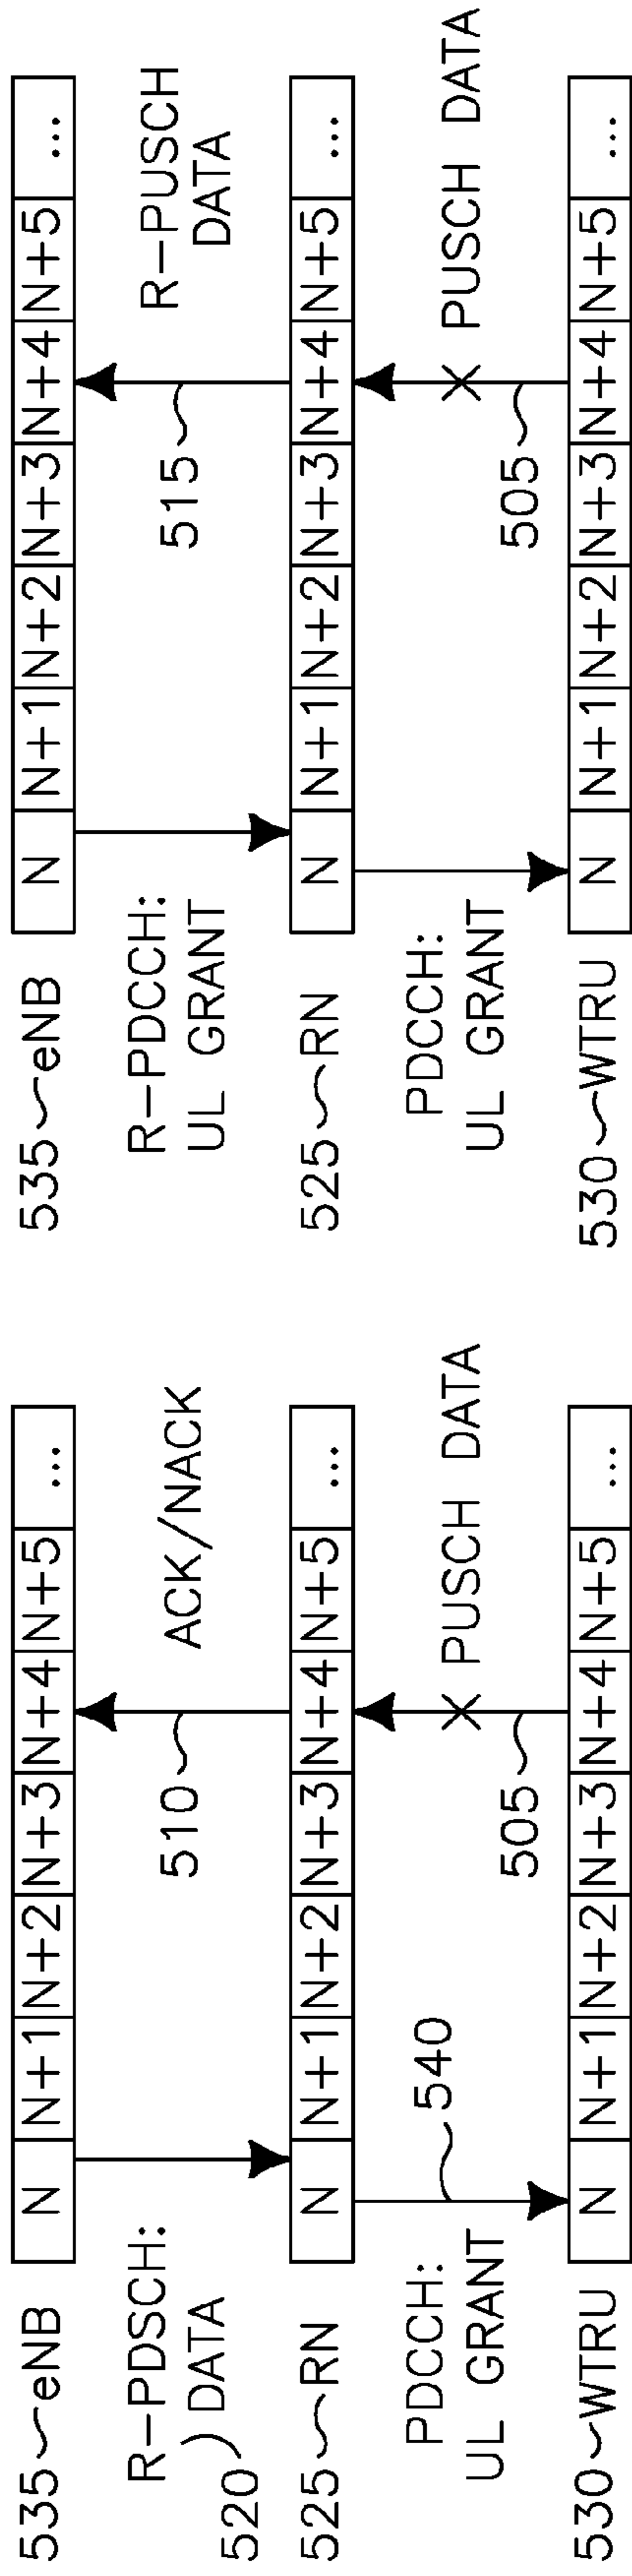 535 eNB
N N+1 N+2 N+3 N+4 N+5 ...
R-PDSCH:
DATA
520
ACK/NACK
510
525 RN
N N+1 N+2 N+3 N+4 N+5 ...
PDCCH:
UL GRANT
540
X PUSCH DATA
505
530 WTRU
N N+1 N+2 N+3 N+4 N+5 ...
535 eNB
N N+1 N+2 N+3 N+4 N+5 ...
R-PDCCH:
UL GRANT
R-PUSCH
DATA
515
525 RN
N N+1 N+2 N+3 N+4 N+5 ...
PDCCH:
UL GRANT
X PUSCH DATA
505
530 WTRU
N N+1 N+2 N+3 N+4 N+5 ...